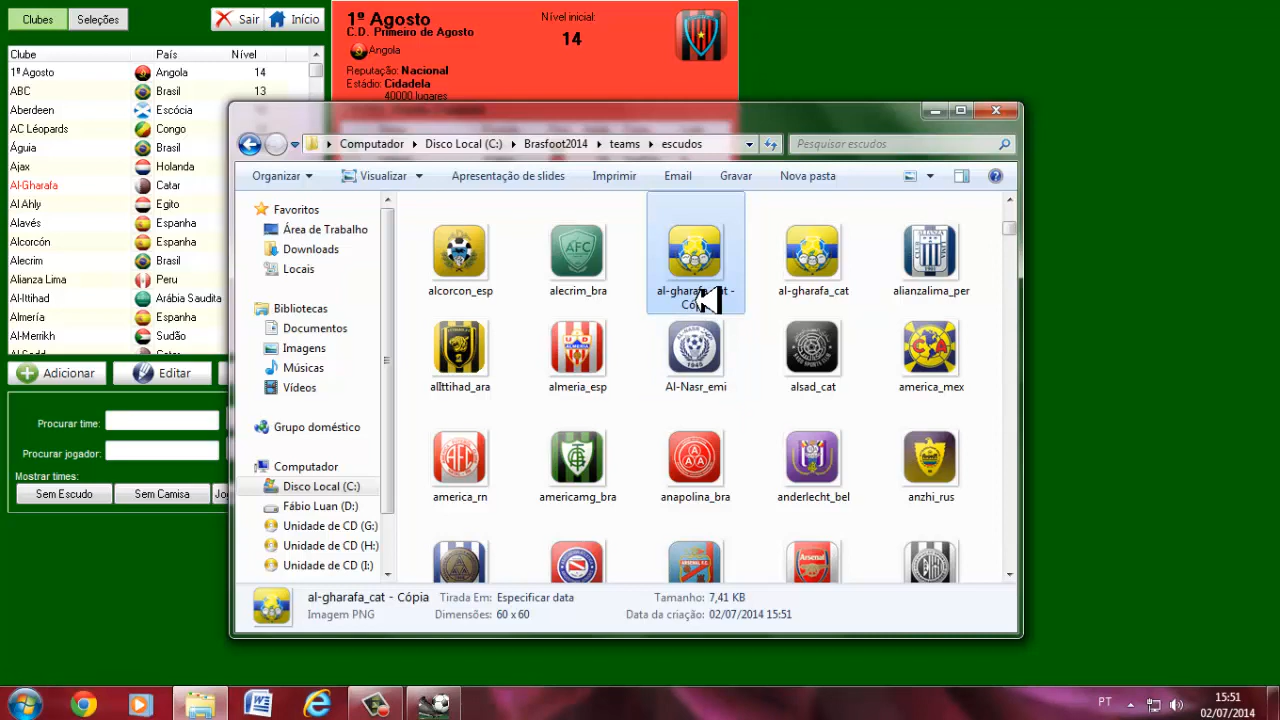 Clubes Seleções Sair Início
Clube País Nível
1º Agosto Angola 14
ABC Brasil 13
Aberdeen Escócia
AC Léopards Congo
Águia Brasil
Ajax Holanda
Al-Gharafa Catar
Al Ahly Egito
Alavés Espanha
Alcorcón Espanha
Alecrim Brasil
Alianza Lima Peru
Al-Ittihad Arábia Saudita
Almería Espanha
Al-Merrikh Sudão
Adicionar Editar
Procurar time:
Procurar jogador:
Mostrar times:
Sem Escudo Sem Camisa
1º Agosto
C.D. Primeiro de Agosto
Angola
Reputação: Nacional
Estádio: Cidadela
40000 lugares
Nível inicial:
14
Computador Disco Local (C:) Brasfoot2014 teams escudos
Pesquisar escudos
Organizar Visualizar Apresentação de slides Imprimir Email Gravar Nova pasta
Favoritos
Área de Trabalho
Downloads
Locais
Bibliotecas
Documentos
Imagens
Músicas
Vídeos
Grupo doméstico
Computador
Disco Local (C:)
Fábio Luan (D:)
Unidade de CD (G:)
Unidade de CD (H:)
Unidade de CD (I:)
alcorcon_esp alecrim_bra al-gharafa_cat - al-gharafa_cat alianzalima_per
alIttihad_ara almeria_esp Al-Nasr_emi alsad_cat america_mex
america_rn americamg_bra anapolina_bra anderlecht_bel anzhi_rus
al-gharafa_cat - Cópia Tirada Em: Especificar data Tamanho: 7,41 KB
Imagem PNG Dimensões: 60 x 60 Data da criação: 02/07/2014 15:51
PT
15:51
02/07/2014